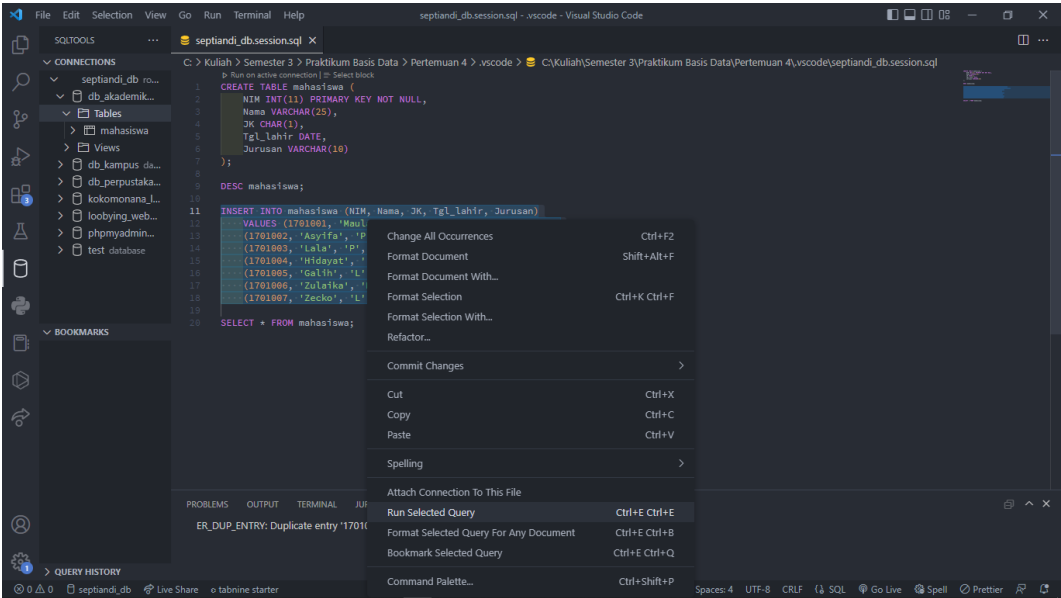 File Edit Selection View Go Run Terminal Help
septiandi_db.session.sql - .vscode - Visual Studio Code
SQLTOOLS ...
septiandi_db.session.sql
CONNECTIONS
septiandi_db ro...
db_akademik...
Tables
mahasiswa
Views
db_kampus da...
db_perpustaka...
kokomonana_l...
loobying_web...
phpmyadmin...
test database
BOOKMARKS
QUERY HISTORY
C: > Kuliah > Semester 3 > Praktikum Basis Data > Pertemuan 4 > .vscode > C:\Kuliah\Semester 3\Praktikum Basis Data\Pertemuan 4\.vscode\septiandi_db.session.sql
Run on active connection | Select block
1 CREATE TABLE mahasiswa (
2 NIM INT(11) PRIMARY KEY NOT NULL,
3 Nama VARCHAR(25),
4 JK CHAR(1),
5 Tgl_lahir DATE,
6 Jurusan VARCHAR(10)
7 );
8
9 DESC mahasiswa;
10
11 INSERT INTO mahasiswa (NIM, Nama, JK, Tgl_lahir, Jurusan)
12 VALUES (1701001, 'Maul
13 (1701002, 'Asyifa', 'P
14 (1701003, 'Lala', 'P',
15 (1701004, 'Hidayat', '
16 (1701005, 'Galih', 'L'
17 (1701006, 'Zulaika', '
18 (1701007, 'Zecko', 'L'
19
20 SELECT * FROM mahasiswa;
Change All Occurrences Ctrl+F2
Format Document Shift+Alt+F
Format Document With...
Format Selection Ctrl+K Ctrl+F
Format Selection With...
Refactor...
Commit Changes
Cut Ctrl+X
Copy Ctrl+C
Paste Ctrl+V
Spelling
Attach Connection To This File
Run Selected Query Ctrl+E Ctrl+E
Format Selected Query For Any Document Ctrl+E Ctrl+B
Bookmark Selected Query Ctrl+E Ctrl+Q
Command Palette... Ctrl+Shift+P
PROBLEMS OUTPUT TERMINAL JU
ER_DUP_ENTRY: Duplicate entry '17010
3
1
0 0 septiandi_db Live Share tabnine starter
Spaces: 4 UTF-8 CRLF SQL Go Live Spell Prettier